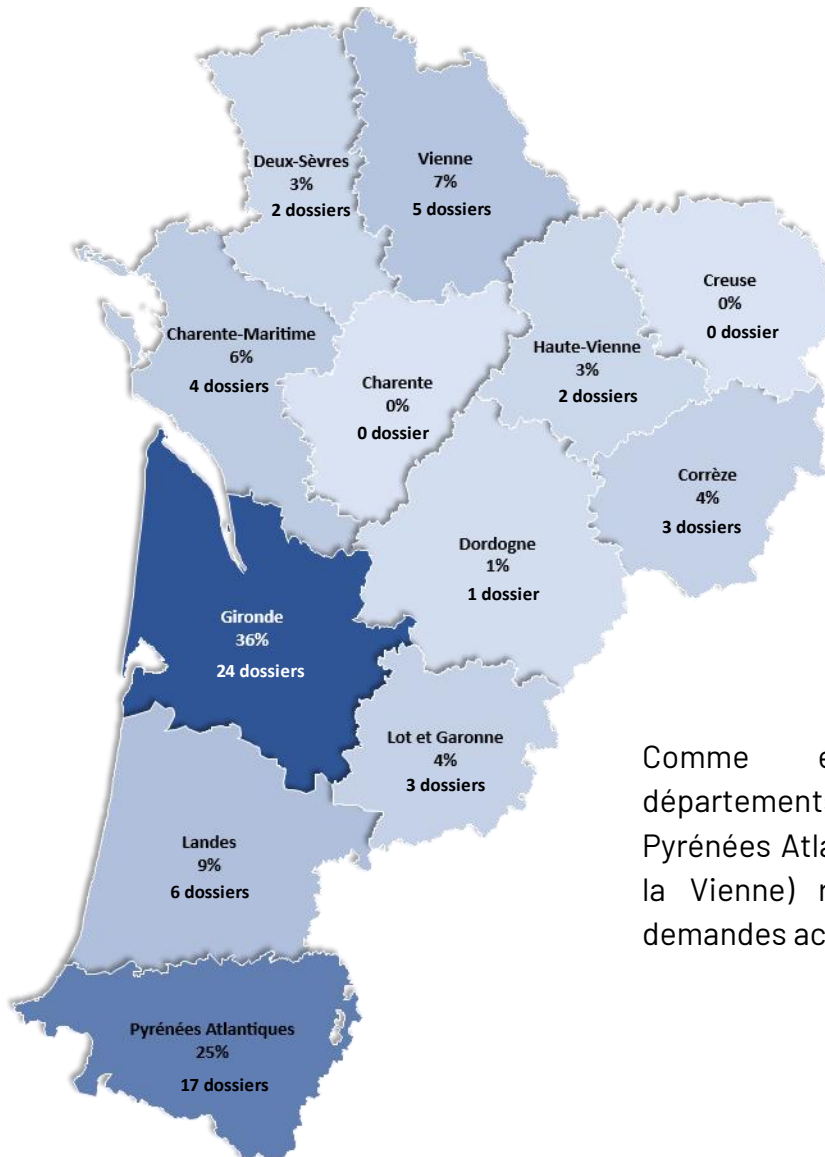 Deux-Sèvres
3%
2 dossiers
Vienne
7%
5 dossiers
Creuse
0%
0 dossier
Charente-Maritime
6%
4 dossiers
Haute-Vienne
3%
2 dossiers
Charente
0%
0 dossier
Corrèze
4%
3 dossiers
Dordogne
1%
1 dossier
Gironde
36%
24 dossiers
Lot et Garonne
4%
3 dossiers
Landes
9%
6 dossiers
Pyrénées Atlantiques
25%
17 dossiers
Comme
département
Pyrénées
la Vienne)
demandes